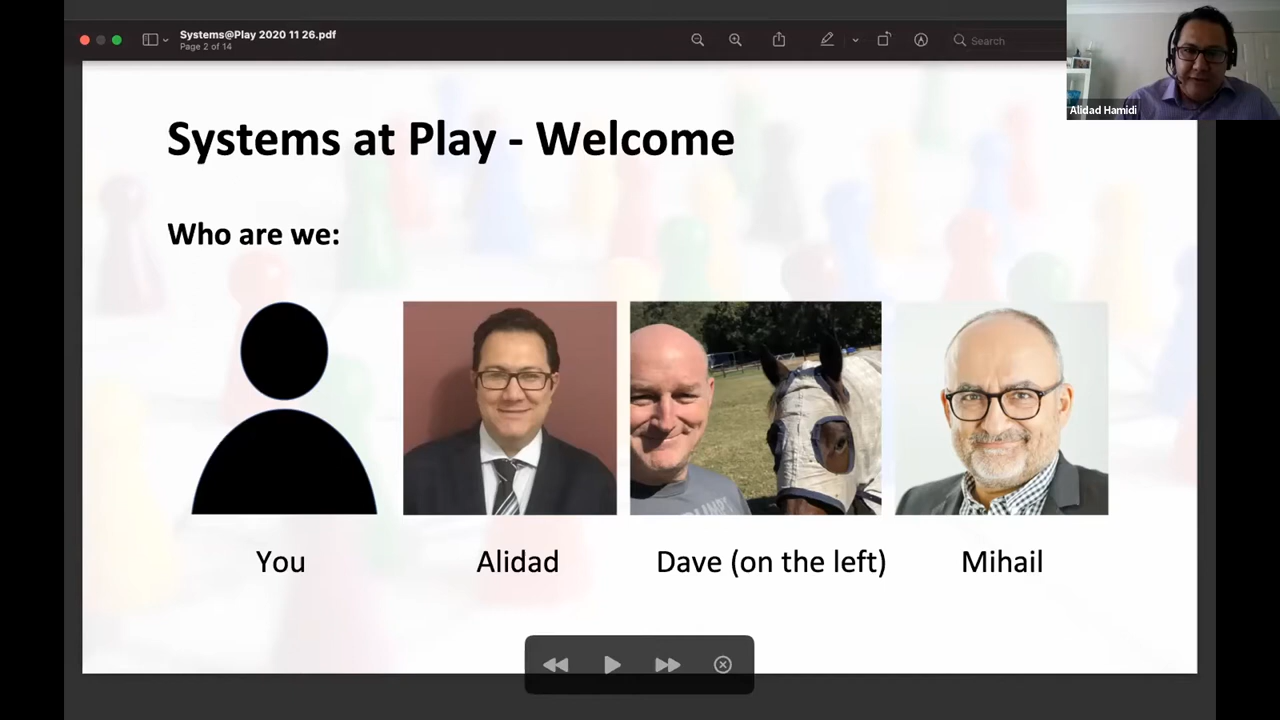 Systems@Play 2020 11 26.pdf
Page 2 of 14
Search
Alidad Hamidi
Systems at Play - Welcome
Who are we:
You
Alidad
Dave (on the left)
Mihail